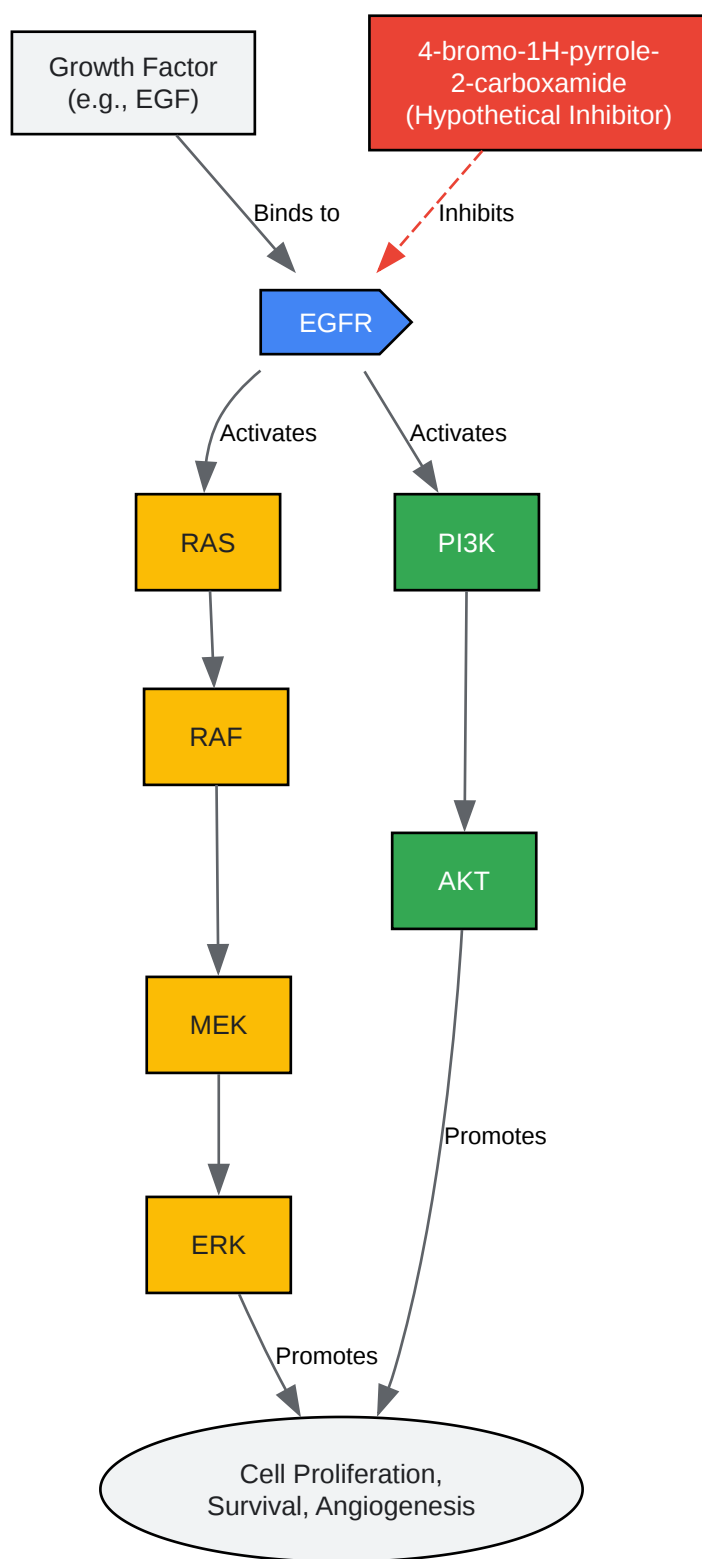 Growth Factor
(e.g., EGF)
4-bromo-1H-pyrrole-
2-carboxamide
(Hypothetical Inhibitor)
Binds to
Inhibits
EGFR
Activates
Activates
RAS
PI3K
RAF
AKT
MEK
Promotes
ERK
Promotes
Cell Proliferation,
Survival, Angiogenesis